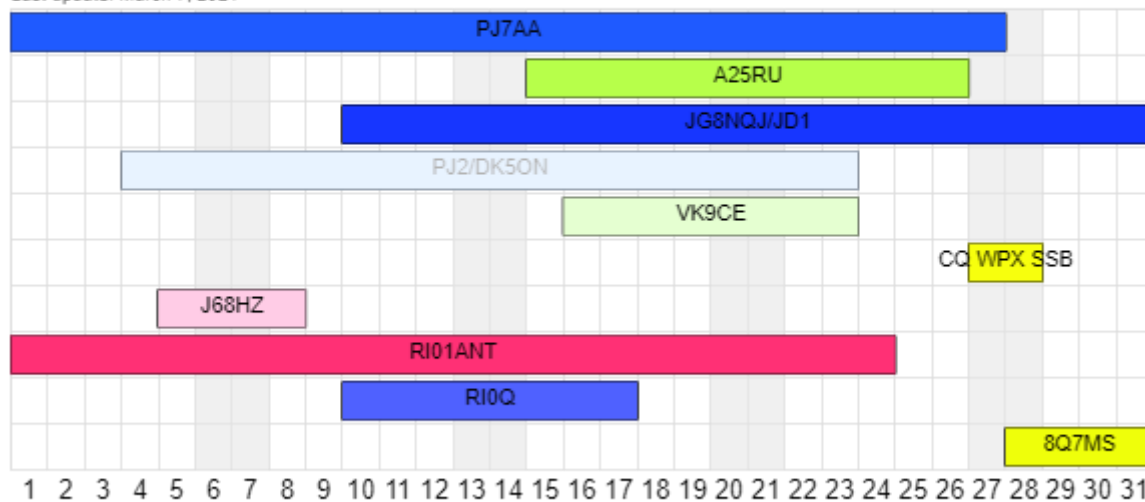 PJ7AA
A25RU
JG8NQJ/JD1
PJ2/DK5ON
VK9CE
CQ WPX SSB
J68HZ
RI01ANT
RI0Q
8Q7MS
1 2 3 4 5 6 7 8 9 10 11 12 13 14 15 16 17 18 19 20 21 22 23 24 25 26 27 28 29 30